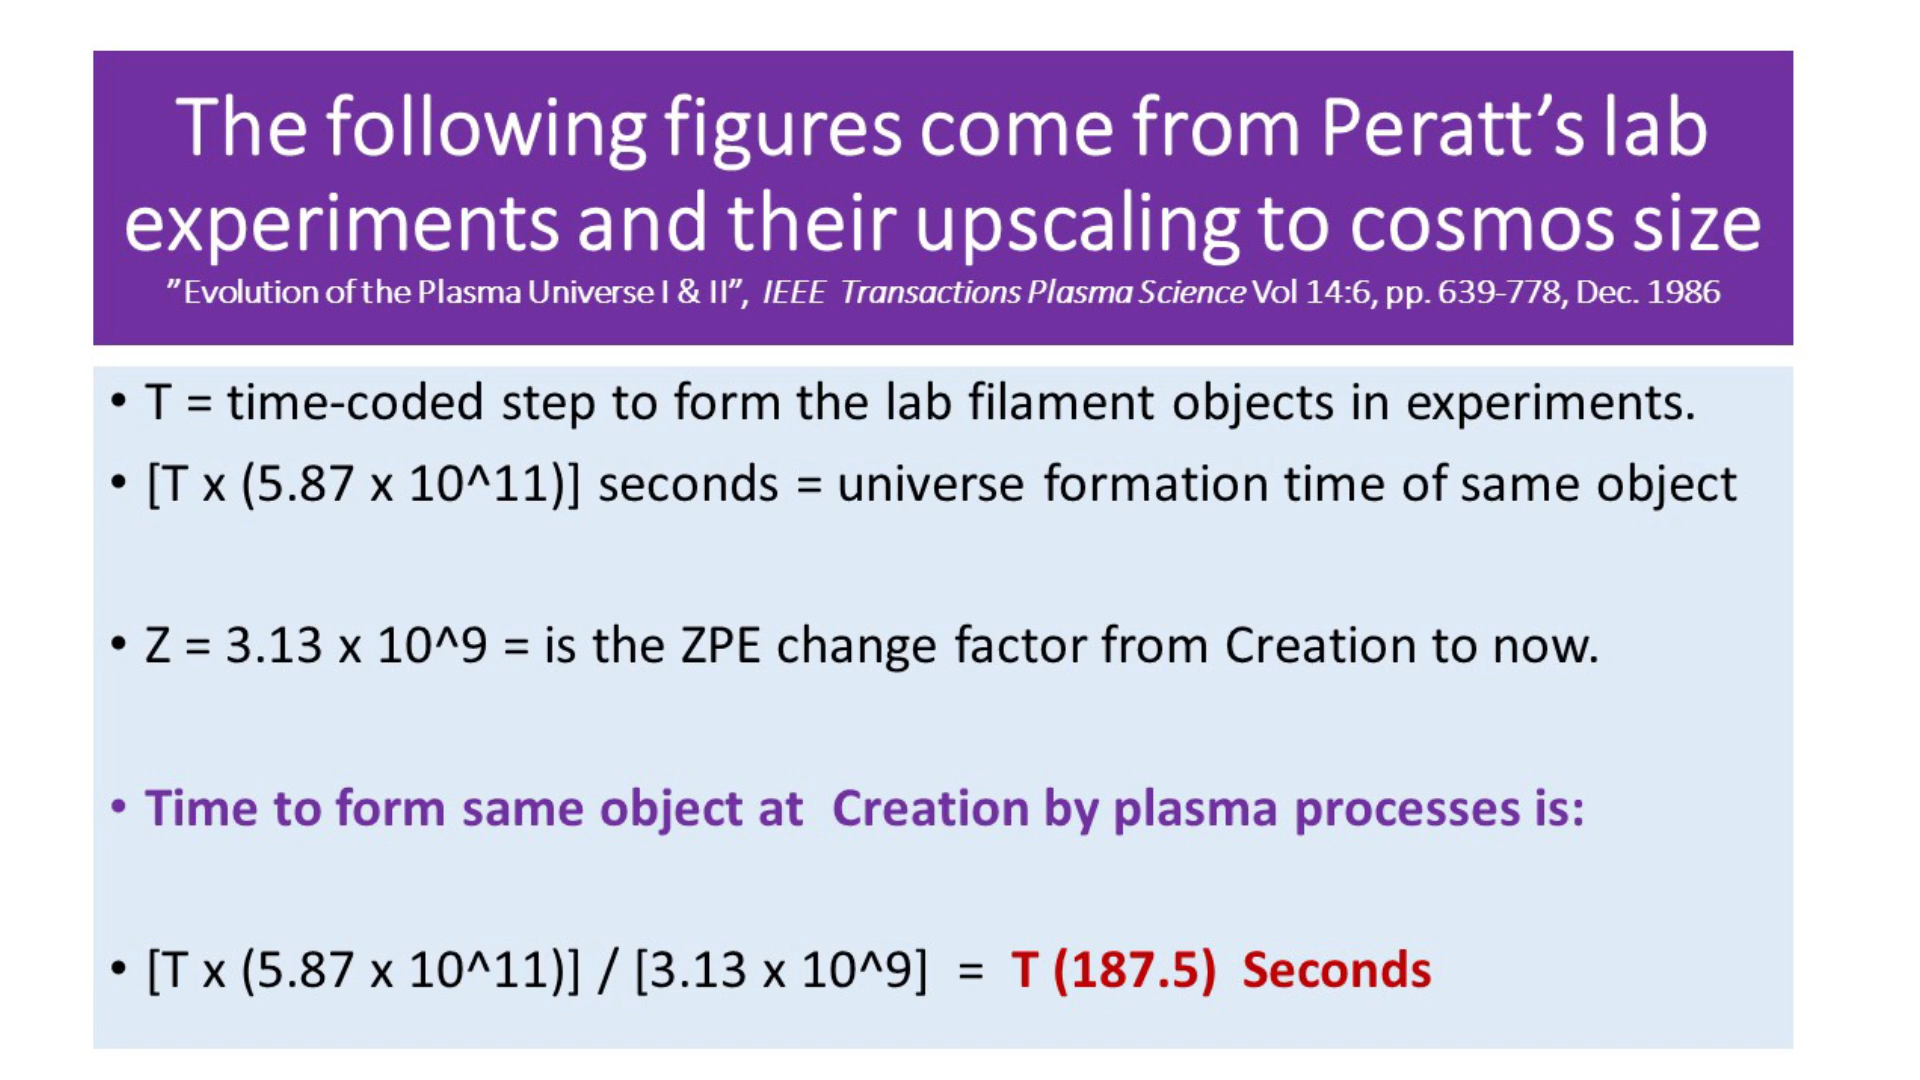 The following figures come from Peratt’s lab
experiments and their upscaling to cosmos size
”Evolution of the Plasma Universe I & II”, IEEE Transactions Plasma Science Vol 14:6, pp. 639-778, Dec. 1986
• T = time-coded step to form the lab filament objects in experiments.
• [T x (5.87 x 10^11)] seconds = universe formation time of same object
• Z = 3.13 x 10^9 = is the ZPE change factor from Creation to now.
• Time to form same object at Creation by plasma processes is:
• [T x (5.87 x 10^11)] / [3.13 x 10^9] = T (187.5) Seconds